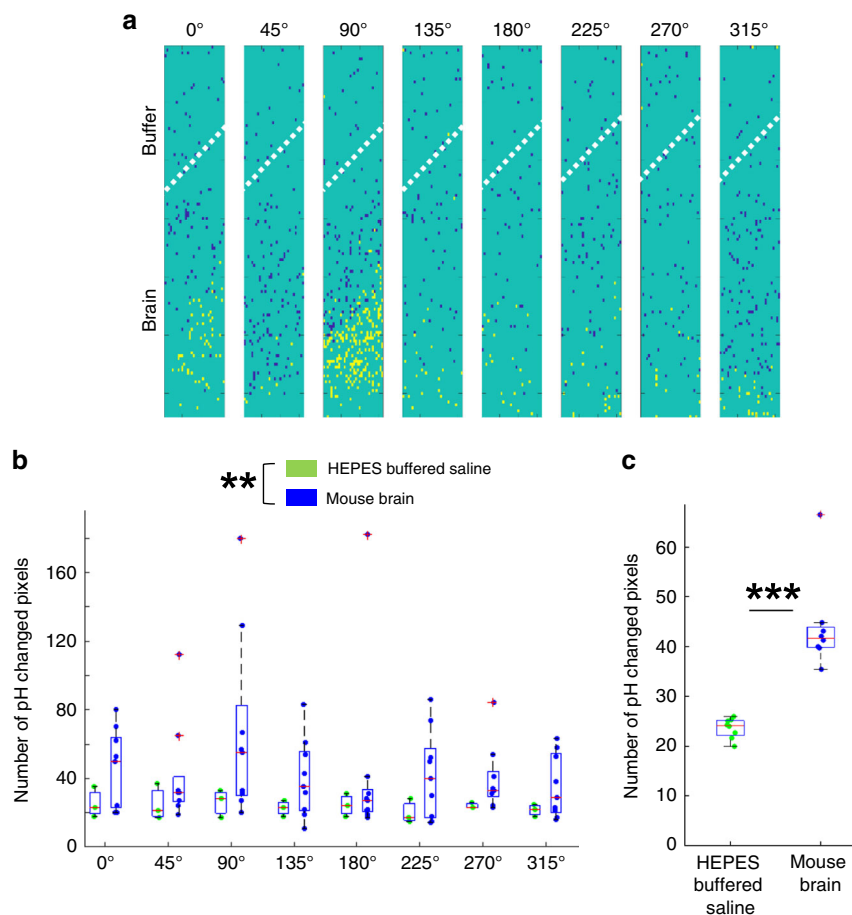 a
0° 45° 90° 135° 180° 225° 270° 315°
Buffer
Brain
b
** HEPES buffered saline
Mouse brain
Number of pH changed pixels
160
120
80
40
0
0° 45° 90° 135° 180° 225° 270° 315°
c
***
Number of pH changed pixels
60
50
40
30
20
10
0
HEPES buffered saline
Mouse brain